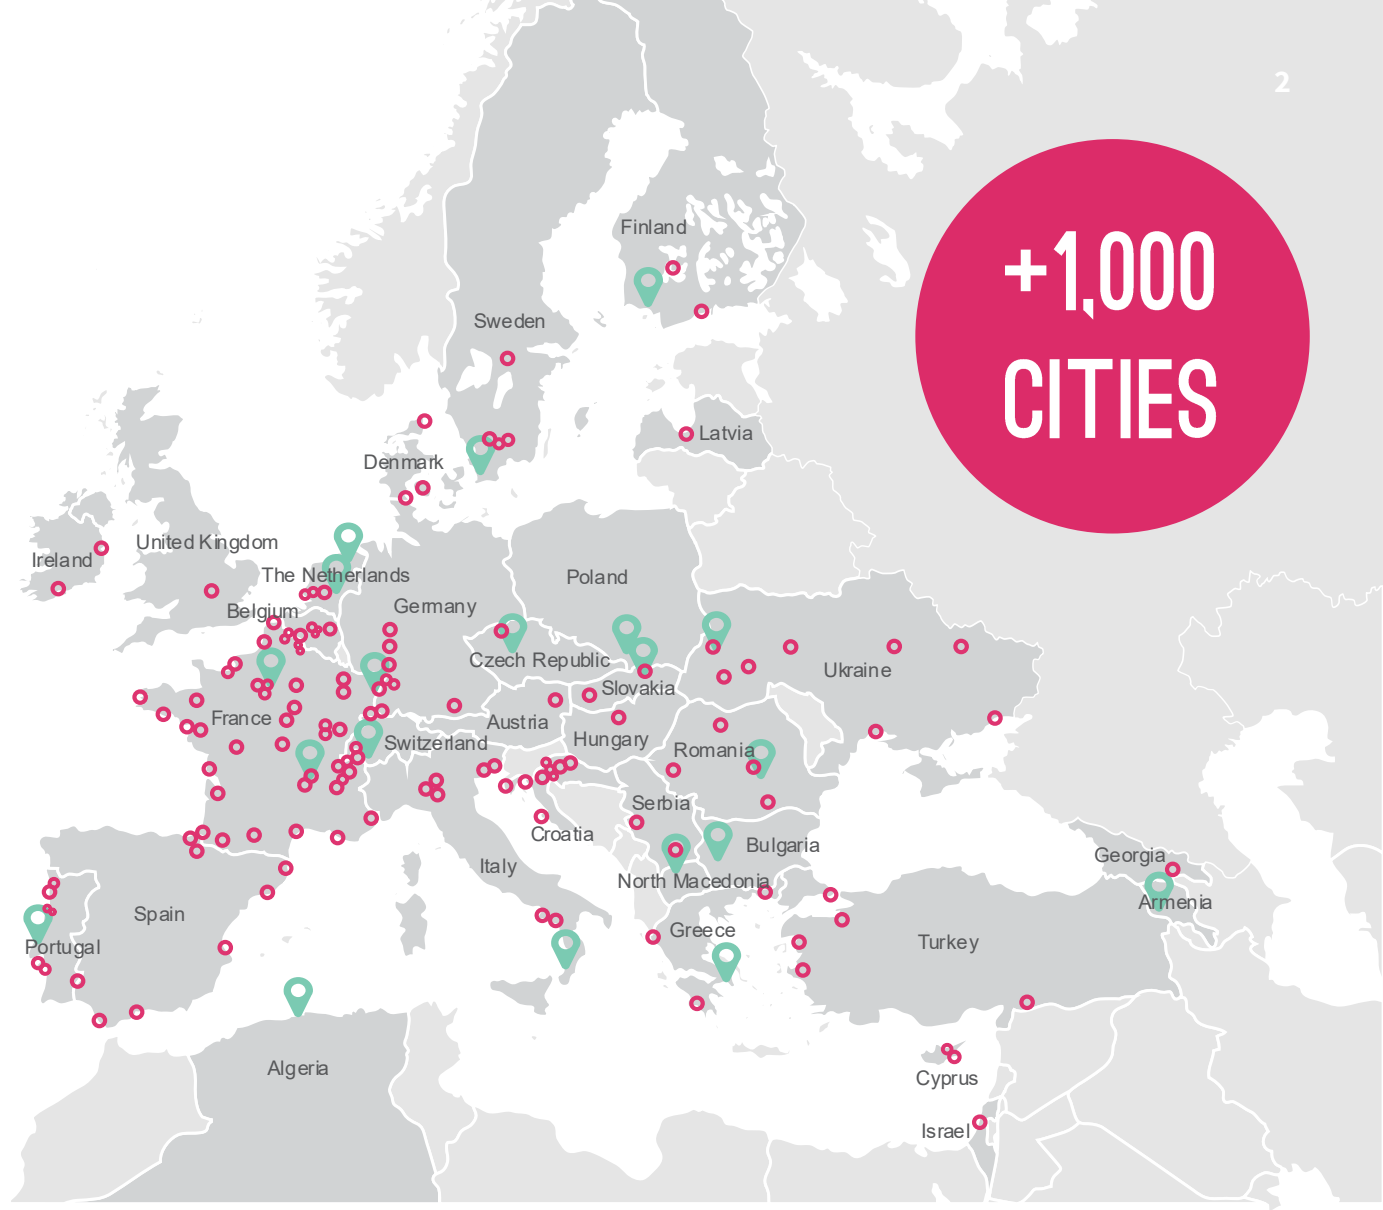 2
+1,000
CITIES
Finland
Sweden
Latvia
Denmark
United Kingdom
Ireland
The Netherlands
Poland
Germany
Belgium
Czech Republic
Ukraine
Slovakia
France
Austria
Hungary
Switzerland
Romania
Serbia
Croatia
Bulgaria
Georgia
Italy
North Macedonia
Armenia
Spain
Greece
Portugal
Turkey
Algeria
Cyprus
Israel